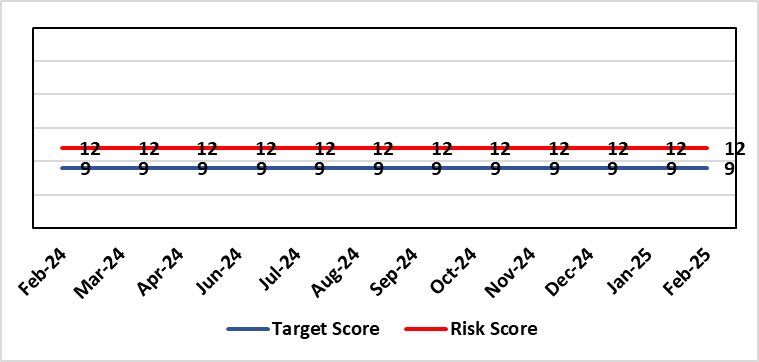 12 12 12 12 12 12 12 12 12 12 12 12
9 9 9 9 9 9 9 9 9 9 9 9
Feb-24 Mar-24 Apr-24 Jun-24 Jul-24 Aug-24 Sep-24 Oct-24 Nov-24 Dec-24 Jan-25 Feb-25
Target Score Risk Score